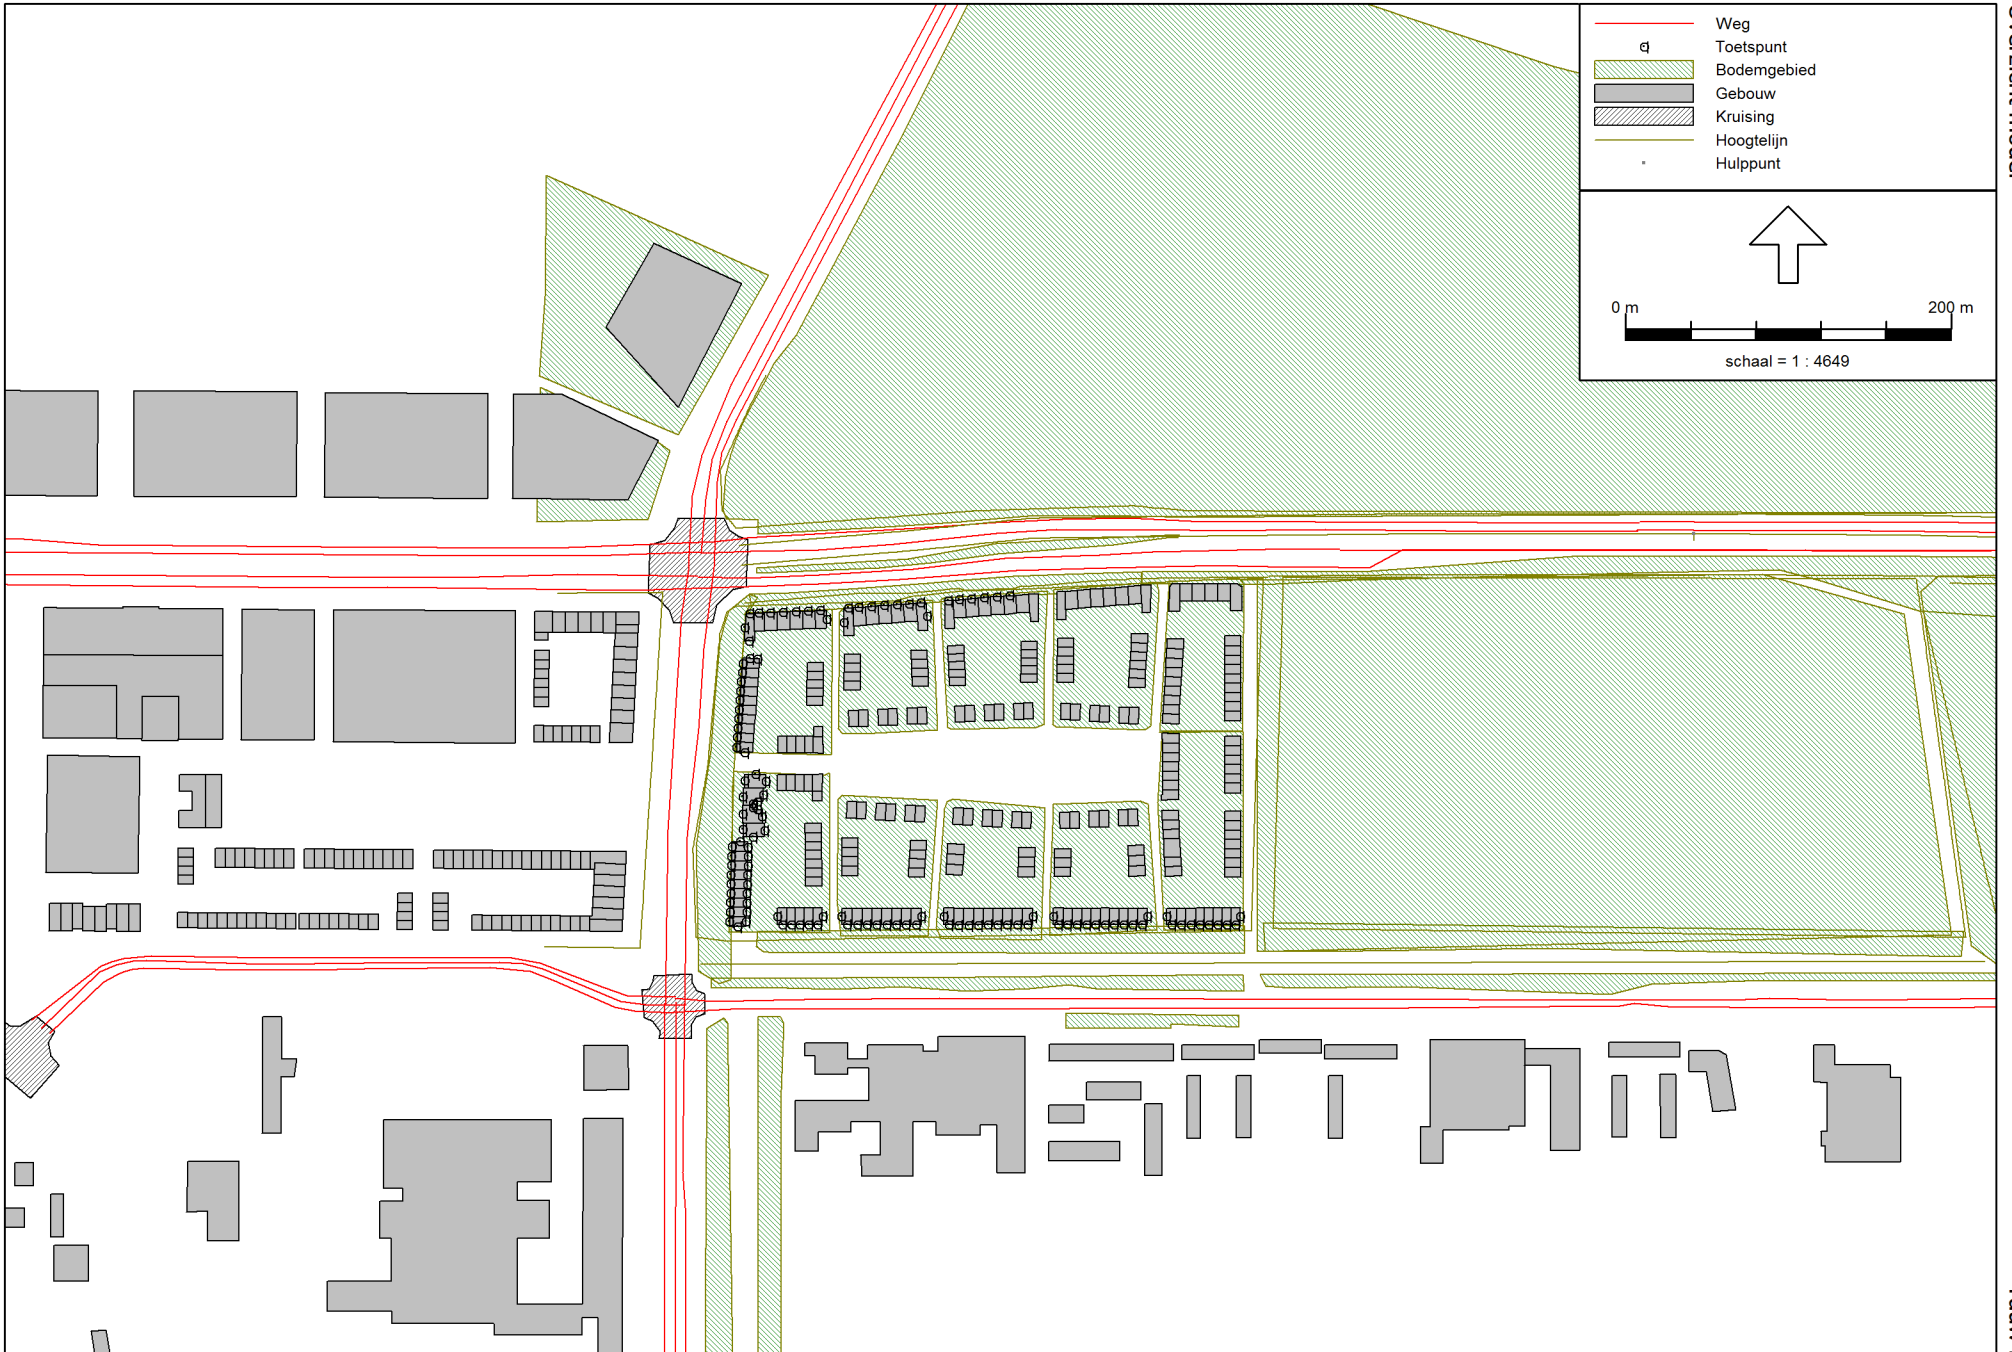 Weg
Toetspunt
Bodemgebied
Gebouw
Kruising
Hoogtelijn
Hulppunt
0 m 200 m
schaal = 1 : 4649